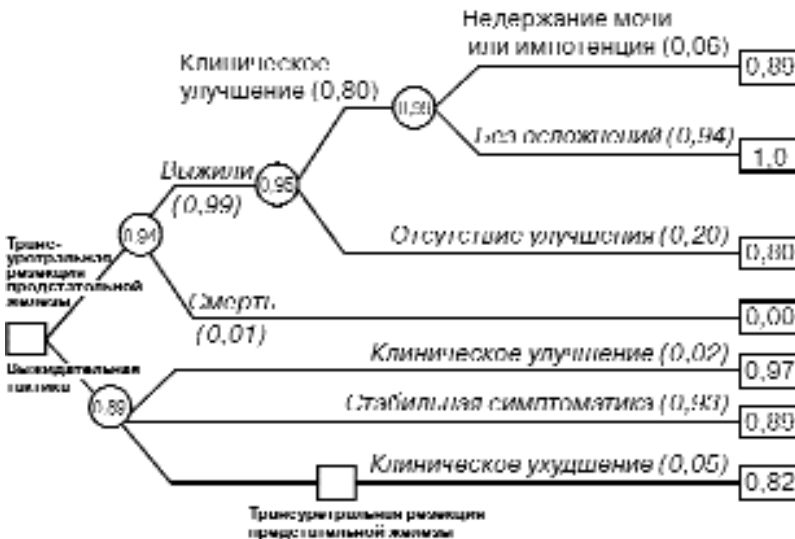 Недержание мочи
или импотенция (0,06)
0,89
Клиническое
улучшение (0,80)
0,99
Без осложнений (0,94)
1,0
Выжили
(0,99)
0,95
Отсутствие улучшения (0,20)
0,80
0,94
Транс-
уретральная
резекция
предстательной
железы
Смерть
(0,01)
0,00
Выжидательная
тактика
0,89
Клиническое улучшение (0,02)
0,97
Стабильная симптоматика (0,93)
0,89
Клиническое ухудшение (0,05)
0,82
Трансуретральная резекция
предстательной железы